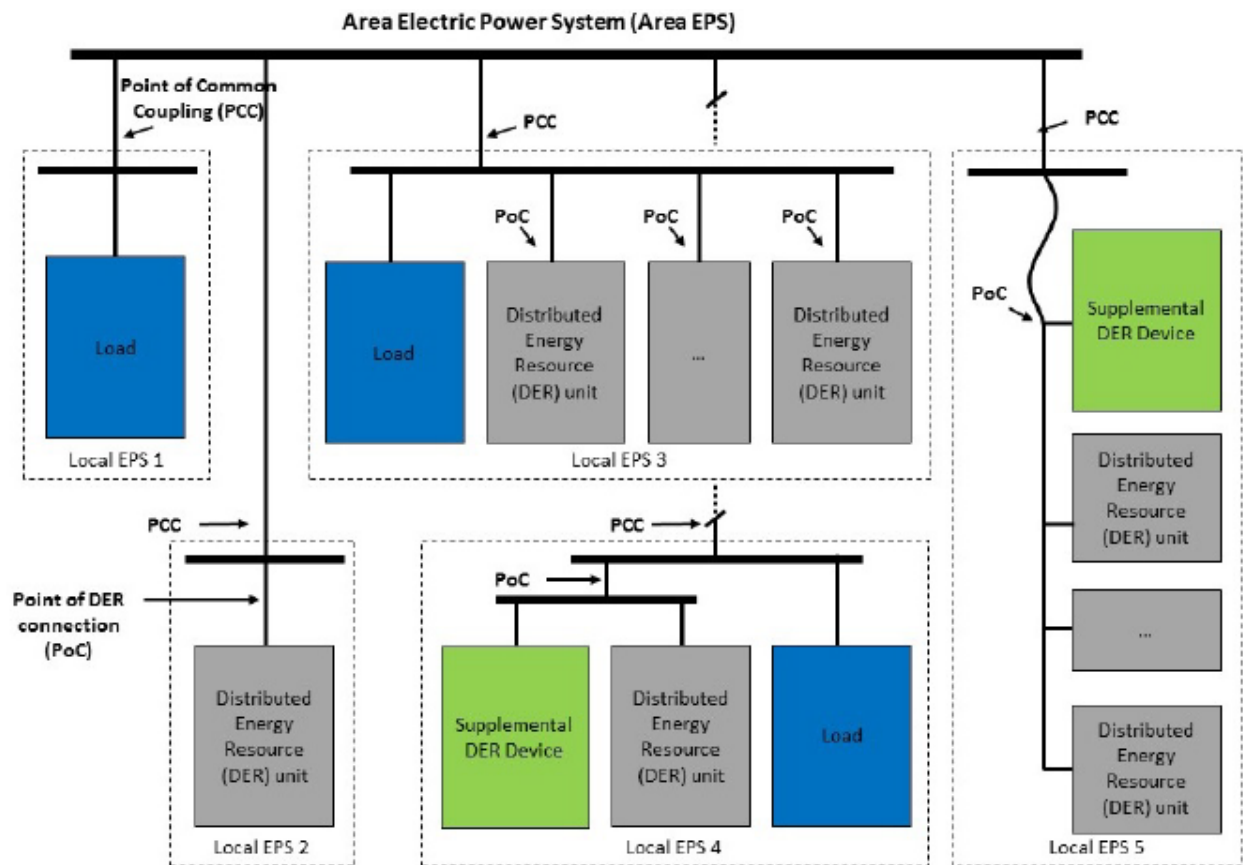 Area Electric Power System (Area EPS)
Point of Common
Coupling (PCC)
PCC
PCC
PoC
PoC
PoC
Load
Load
Distributed
Energy
Resource
(DER) unit
...
Distributed
Energy
Resource
(DER) unit
PoC
Supplemental
DER Device
Local EPS 1
Local EPS 3
Distributed
Energy
Resource
(DER) unit
PCC
PCC
PoC
Point of DER
connection
(PoC)
...
Distributed
Energy
Resource
(DER) unit
Supplemental
DER Device
Distributed
Energy
Resource
(DER) unit
Load
Distributed
Energy
Resource
(DER) unit
Local EPS 2
Local EPS 4
Local EPS 5